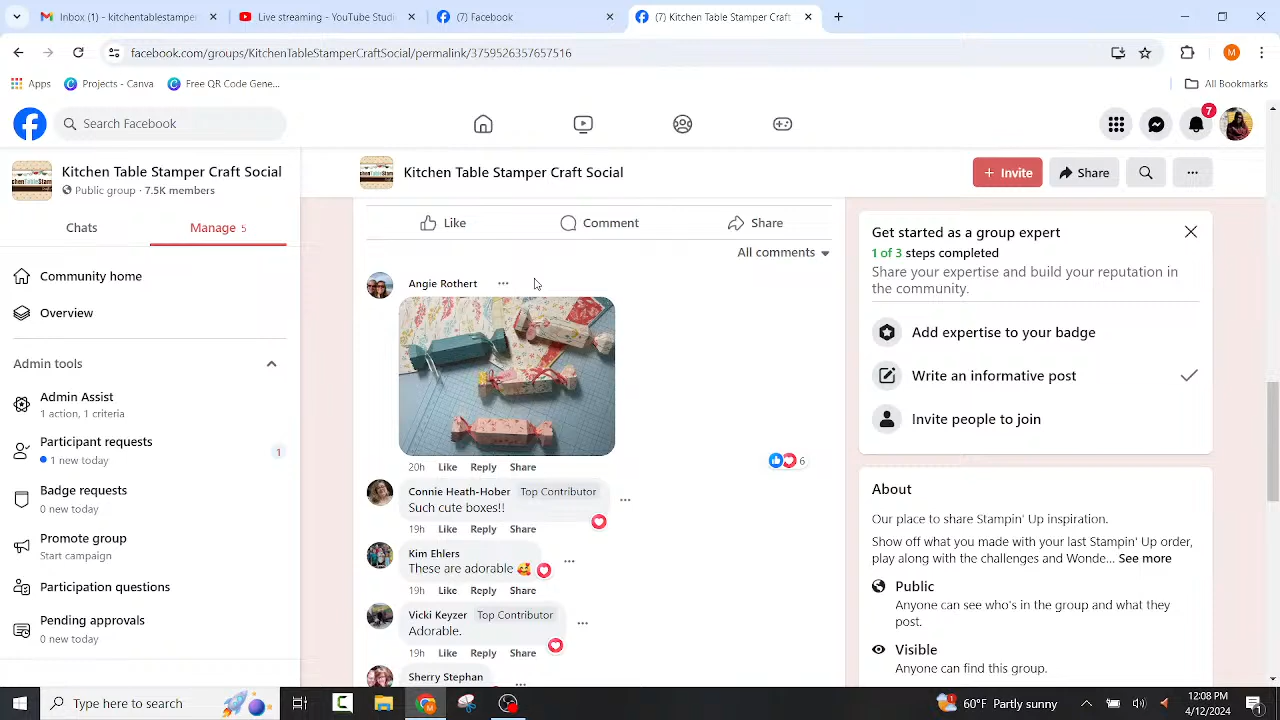 Inbox (1) - kitchentablestamper
Live streaming - YouTube Studi
(7) Facebook
(7) Kitchen Table Stamper Craft
facebook.com/groups/KitchenTableStamperCraftSocial/permalink/3759526357657516
M
Apps
Projects - Canva
Free QR Code Gene...
All Bookmarks
Search Facebook
7
Kitchen Table Stamper Craft Social
Public group · 7.5K members
Chats
Manage 5
Community home
Overview
Admin tools
Admin Assist
1 action, 1 criteria
Participant requests
1 new today
1
Badge requests
0 new today
Promote group
Start campaign
Participation questions
Pending approvals
0 new today
Kitchen Table Stamper Craft Social
+ Invite
Share
Like
Comment
Share
All comments
Angie Rothert
20h Like Reply Share
6
Connie Heath-Hober Top Contributor
Such cute boxes!!
19h Like Reply Share
Kim Ehlers
These are adorable 🥰
19h Like Reply Share
Vicki Keyzer Top Contributor
Adorable.
19h Like Reply Share
Sherry Stephan
Get started as a group expert
1 of 3 steps completed
Share your expertise and build your reputation in
the community.
Add expertise to your badge
Write an informative post
Invite people to join
About
Our place to share Stampin' Up inspiration.
Show off what you made with your last Stampin' Up order,
play along with the challenges and Wonde... See more
Public
Anyone can see who's in the group and what they
post.
Visible
Anyone can find this group.
Type here to search
60°F Partly sunny
12:08 PM
4/12/2024